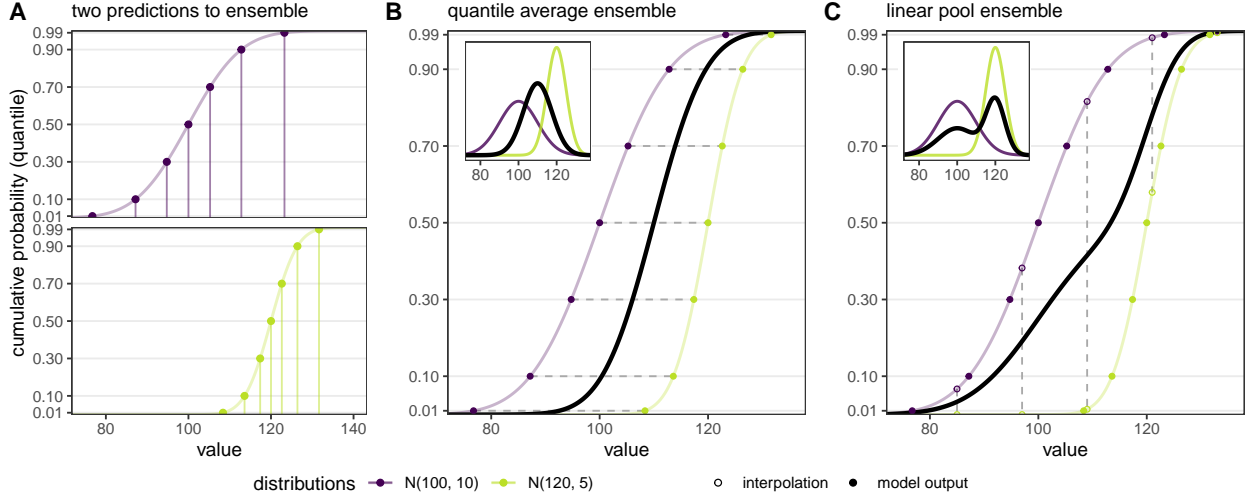 A two predictions to ensemble
cumulative probability (quantile)
0.99
0.90
0.70
0.50
0.30
0.10
0.01
0.99
0.90
0.70
0.50
0.30
0.10
0.01
80 100 120 140
value
B quantile average ensemble
0.99
0.90
0.70
0.50
0.30
0.10
0.01
80 100 120
80 100 120
value
C linear pool ensemble
0.99
0.90
0.70
0.50
0.30
0.10
0.01
80 100 120
80 100 120
value
distributions N(100, 10) N(120, 5) interpolation model output